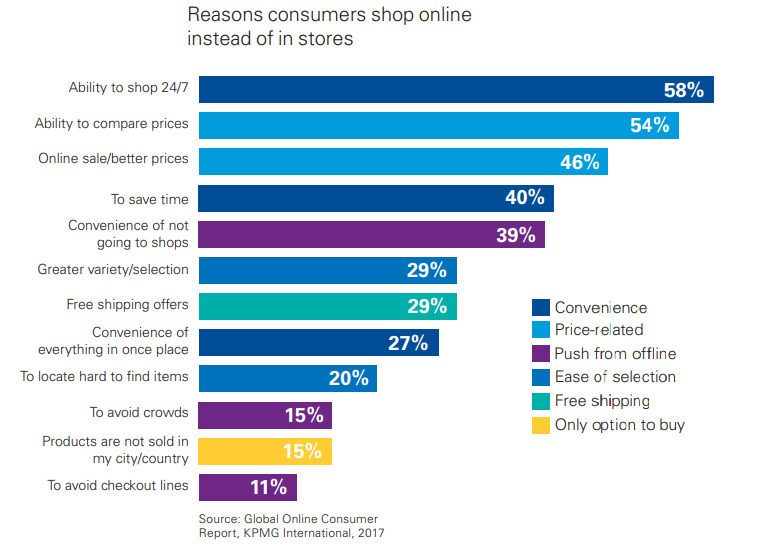 Reasons consumers shop online
instead of in stores
Ability to shop 24/7
58%
Ability to compare prices
54%
Online sale/better prices
46%
To save time
40%
Convenience of not
going to shops
39%
Greater variety/selection
29%
Free shipping offers
29%
Convenience of
everything in once place
27%
To locate hard to find items
20%
To avoid crowds
15%
Products are not sold in
my city/country
15%
To avoid checkout lines
11%
Convenience
Price-related
Push from offline
Ease of selection
Free shipping
Only option to buy
Source: Global Online Consumer
Report, KPMG International, 2017